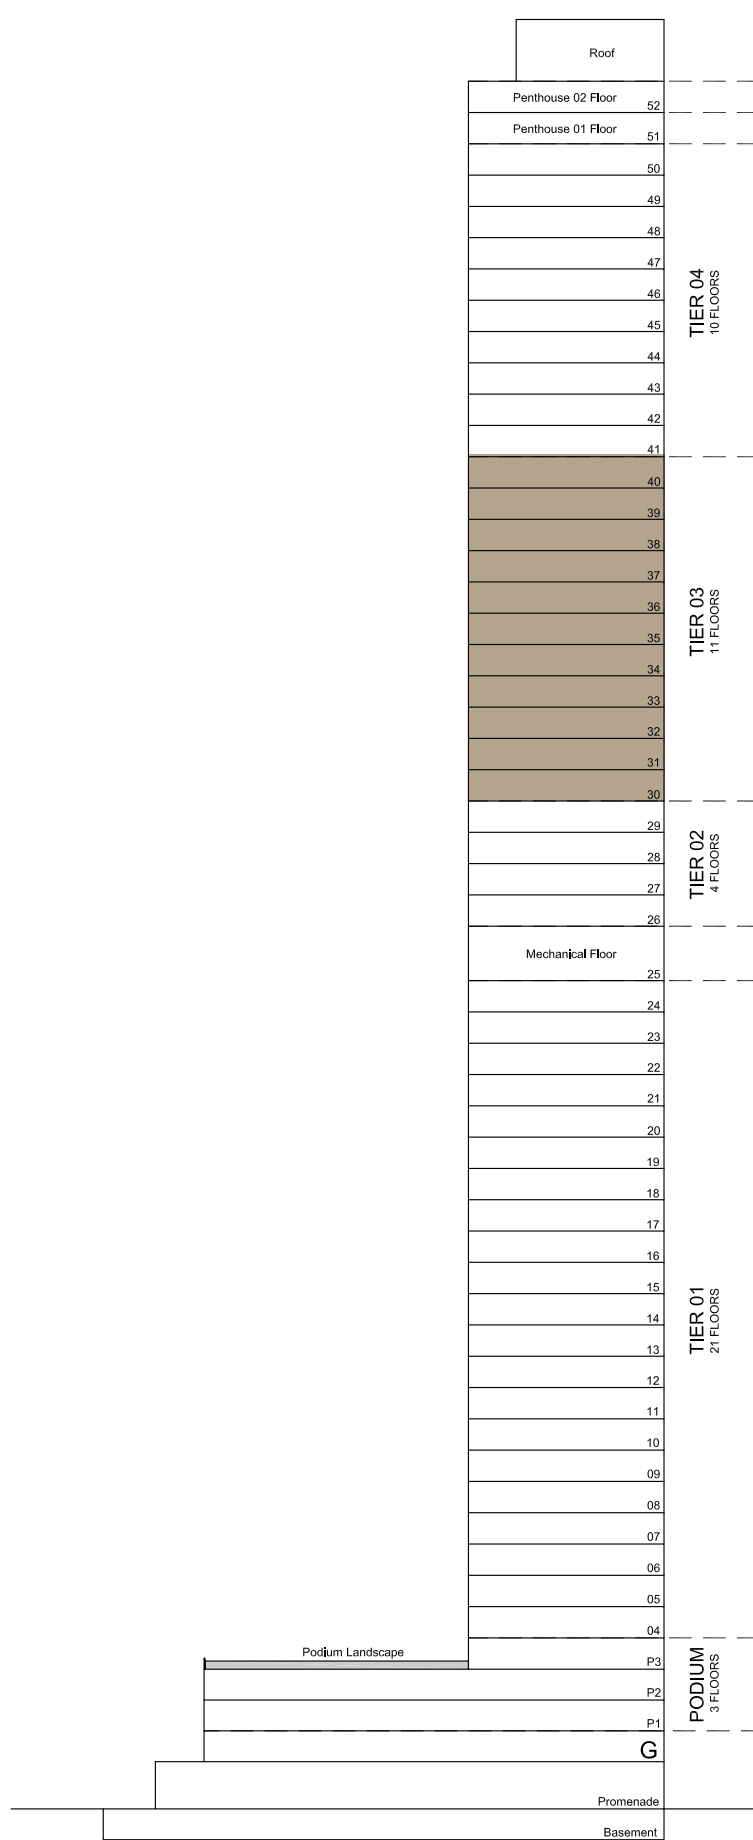 Roof
Penthouse 02 Floor
52
Penthouse 01 Floor
51
50
49
48
47
46
45
44
43
42
41
TIER 04
10 FLOORS
40
39
38
37
36
35
34
33
32
31
30
TIER 03
11 FLOORS
29
28
27
26
TIER 02
4 FLOORS
Mechanical Floor
25
24
23
22
21
20
19
18
17
16
15
14
13
12
11
10
09
08
07
06
05
04
TIER 01
21 FLOORS
Podium Landscape
P3
P2
P1
PODIUM
3 FLOORS
G
Promenade
Basement